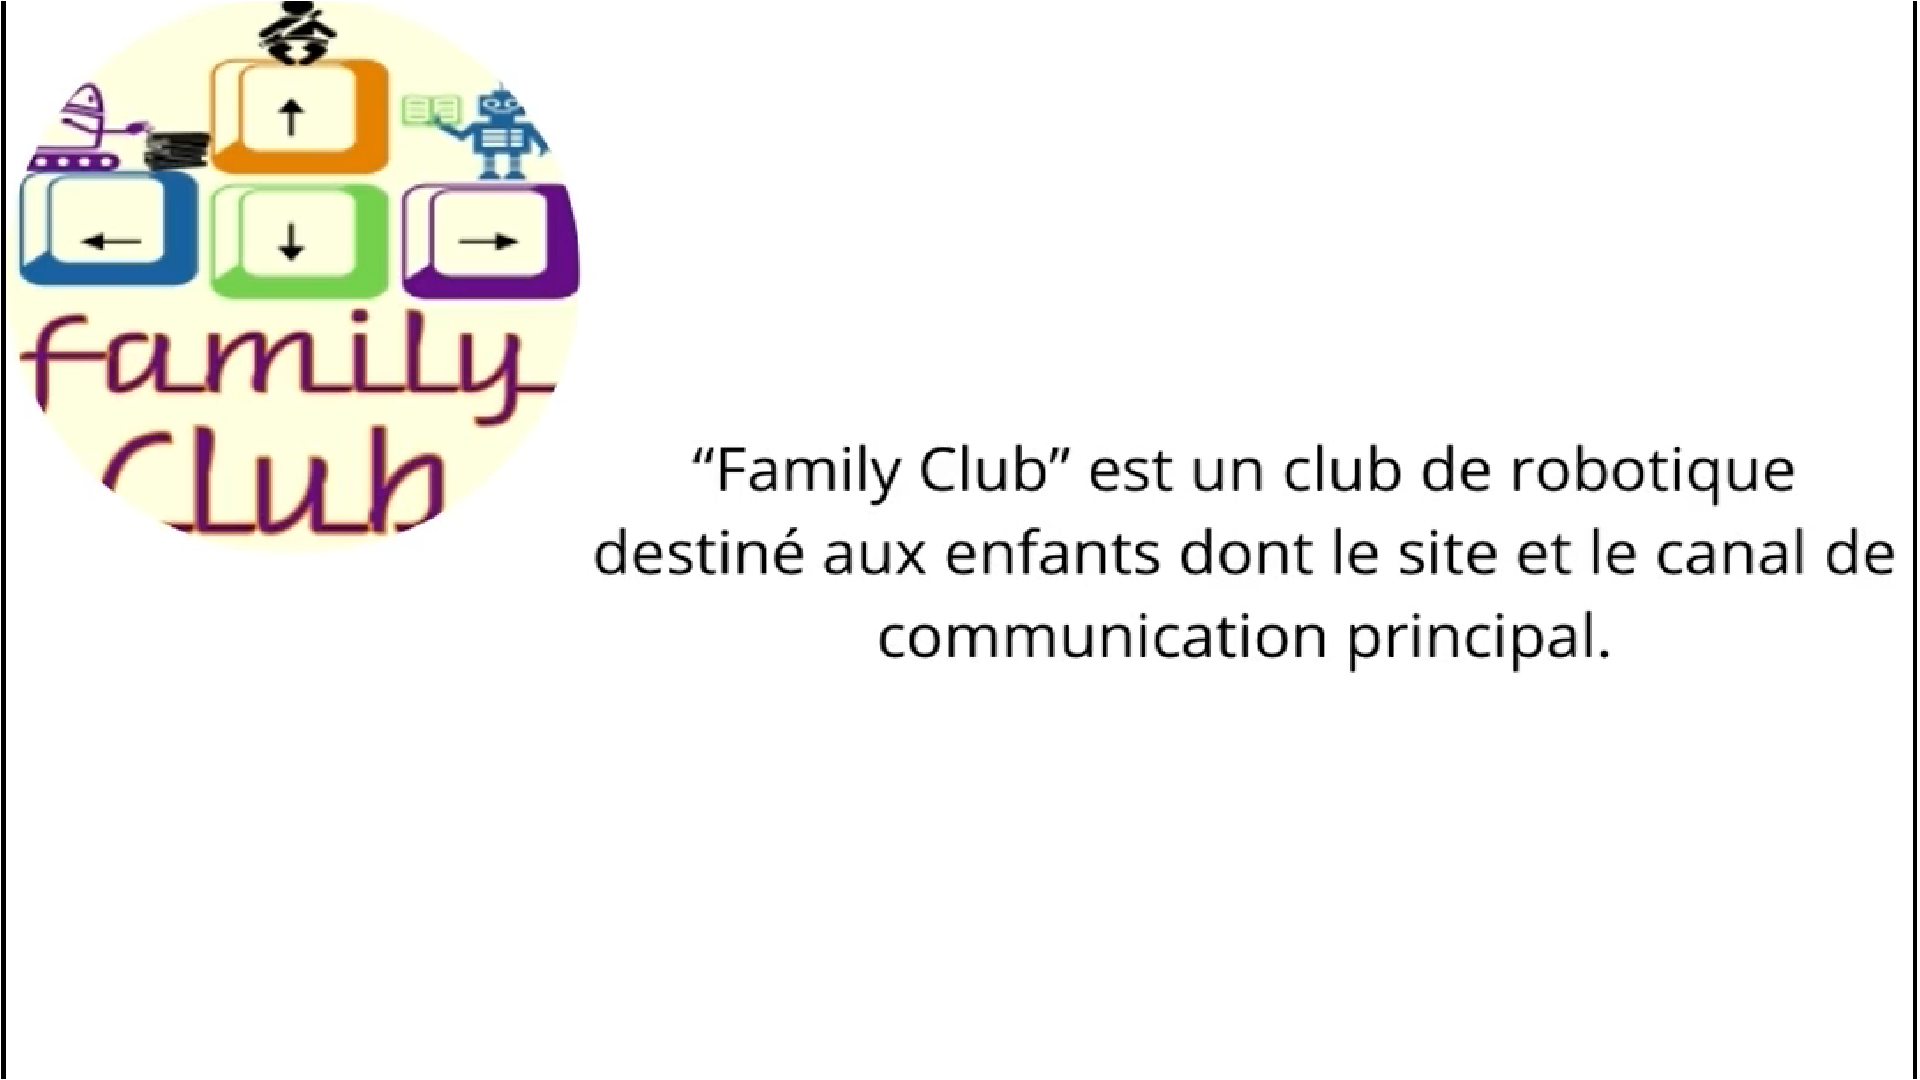 family
Club
“Family Club” est un club de robotique
destiné aux enfants dont le site et le canal de
communication principal.